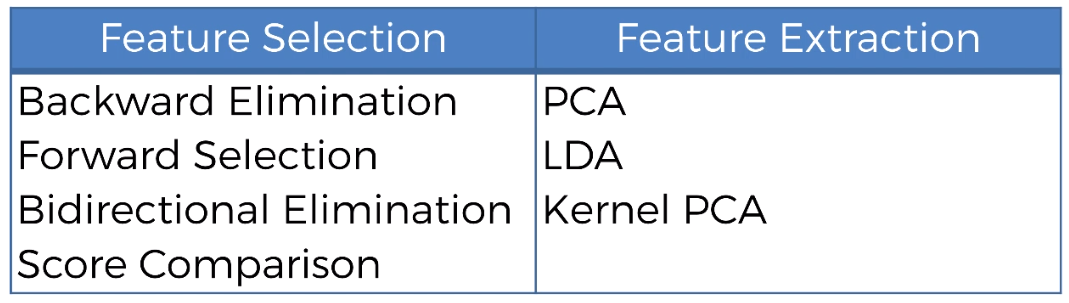 Feature Selection
Feature Extraction
Backward Elimination
PCA
Forward Selection
LDA
Bidirectional Elimination
Kernel PCA
Score Comparison